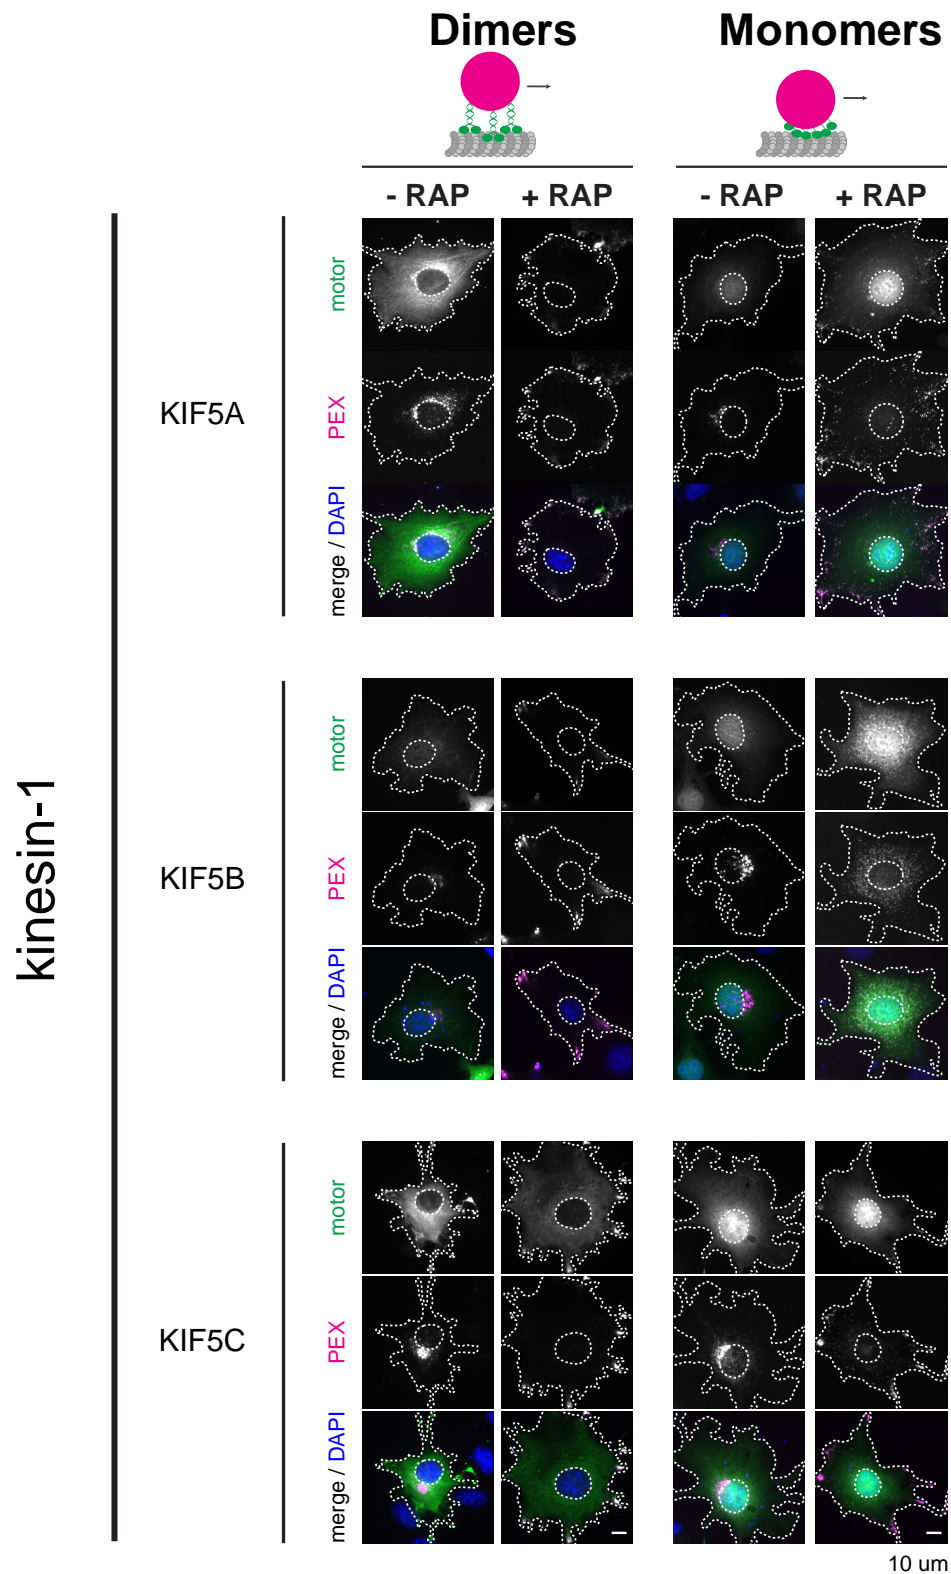 Dimers
Monomers
- RAP
+ RAP
- RAP
+ RAP
kinesin-1
KIF5A
motor
PEX
merge / DAPI
KIF5B
motor
PEX
merge / DAPI
KIF5C
motor
PEX
merge / DAPI
10 um